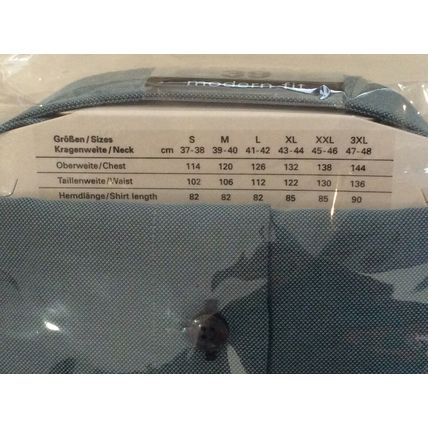 39
modern fit
Größen / Sizes S M L XL XXL 3XL
Kragenweite / Neck cm 37-38 39-40 41-42 43-44 45-46 47-48
Oberweite/Chest 114 120 126 132 138 144
Taillenweite/Waist 102 106 112 122 130 136
Hemdlänge/Shirt length 82 82 82 85 85 90